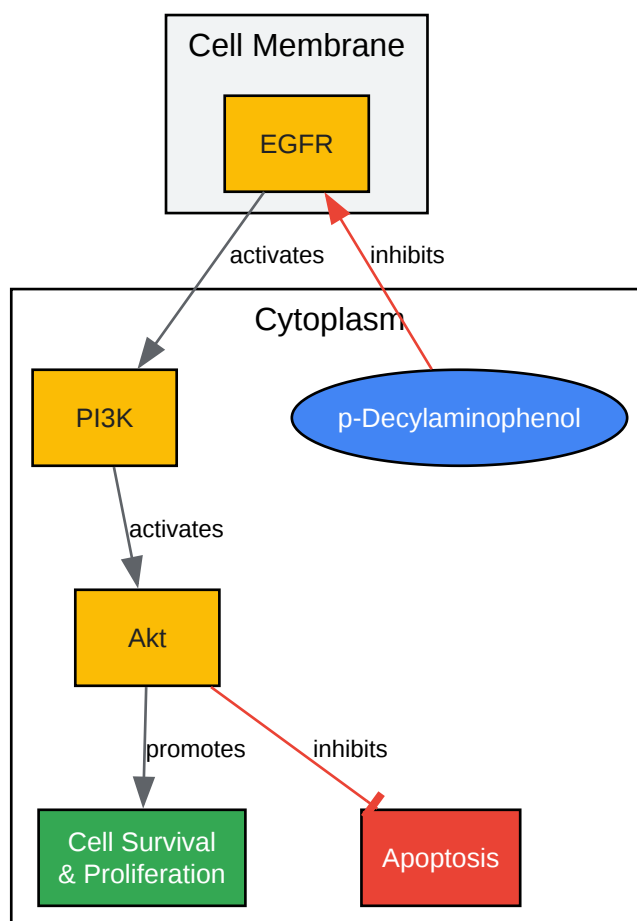 Cell Membrane
EGFR
activates
inhibits
Cytoplasm
PI3K
p-Decylaminophenol
activates
Akt
promotes
inhibits
Cell Survival
& Proliferation
Apoptosis